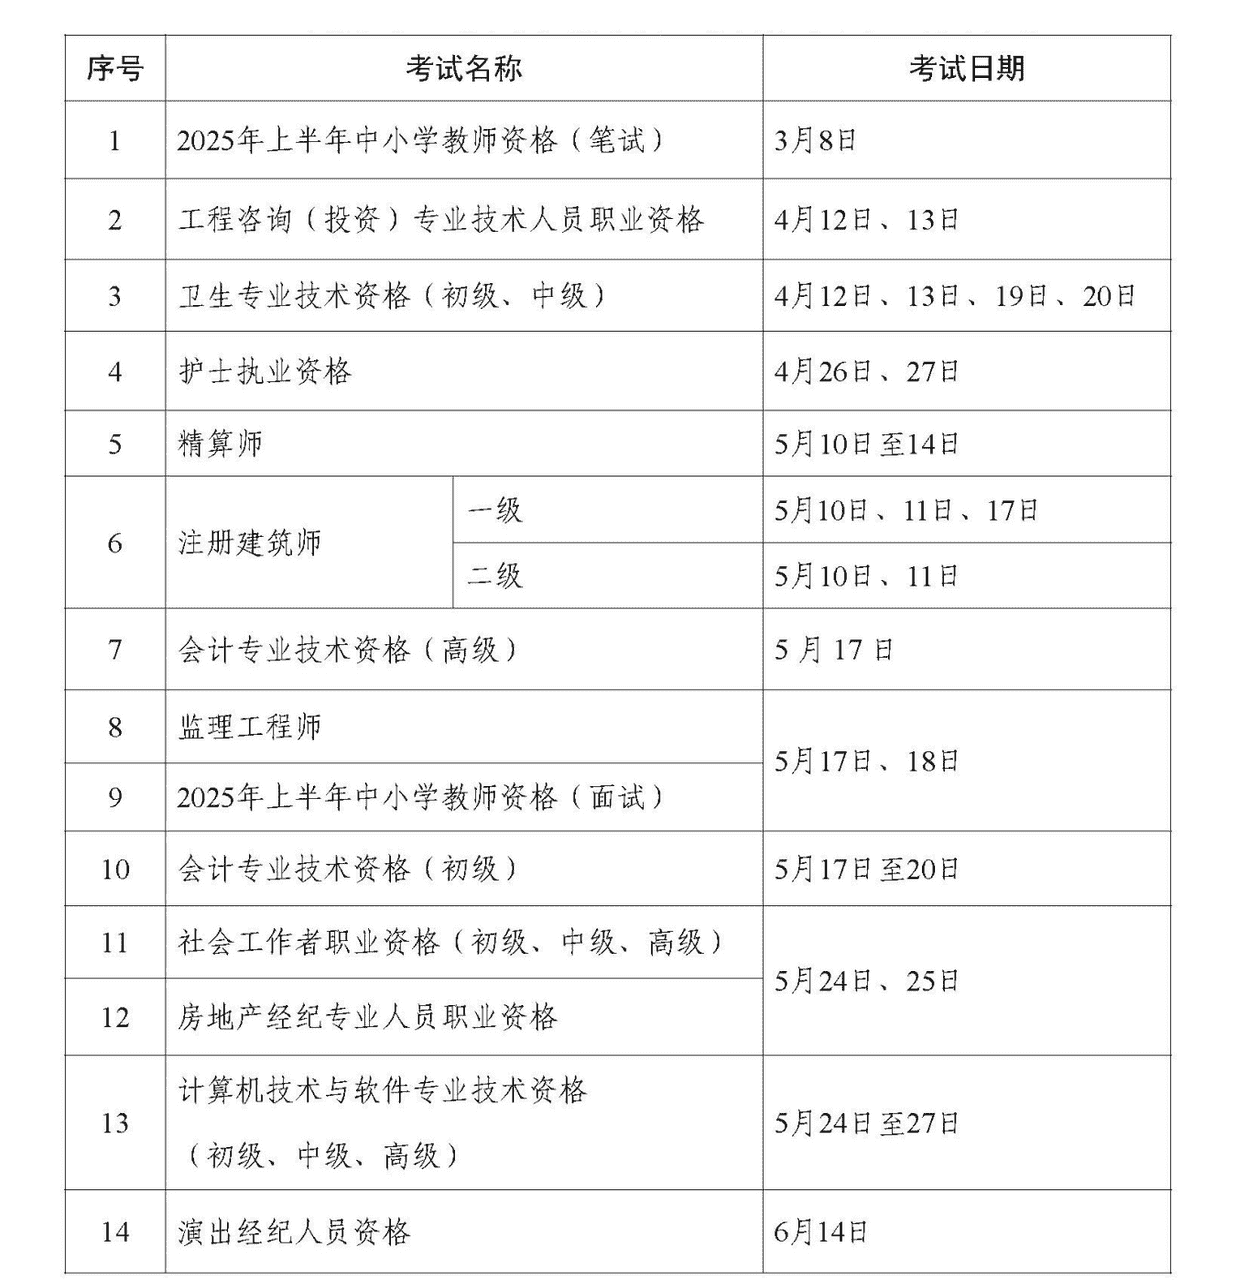 序号 考试名称 考试日期
1 2025年上半年中小学教师资格（笔试） 3月8日
2 工程咨询（投资）专业技术人员职业资格 4月12日、13日
3 卫生专业技术资格（初级、中级） 4月12日、13日、19日、20日
4 护士执业资格 4月26日、27日
5 精算师 5月10日至14日
6 注册建筑师 一级 5月10日、11日、17日
二级 5月10日、11日
7 会计专业技术资格（高级） 5 月 17 日
8 监理工程师 5月17日、18日
9 2025年上半年中小学教师资格（面试）
10 会计专业技术资格（初级） 5月17日至20日
11 社会工作者职业资格（初级、中级、高级） 5月24日、25日
12 房地产经纪专业人员职业资格
13 计算机技术与软件专业技术资格 5月24日至27日
（初级、中级、高级）
14 演出经纪人员资格 6月14日